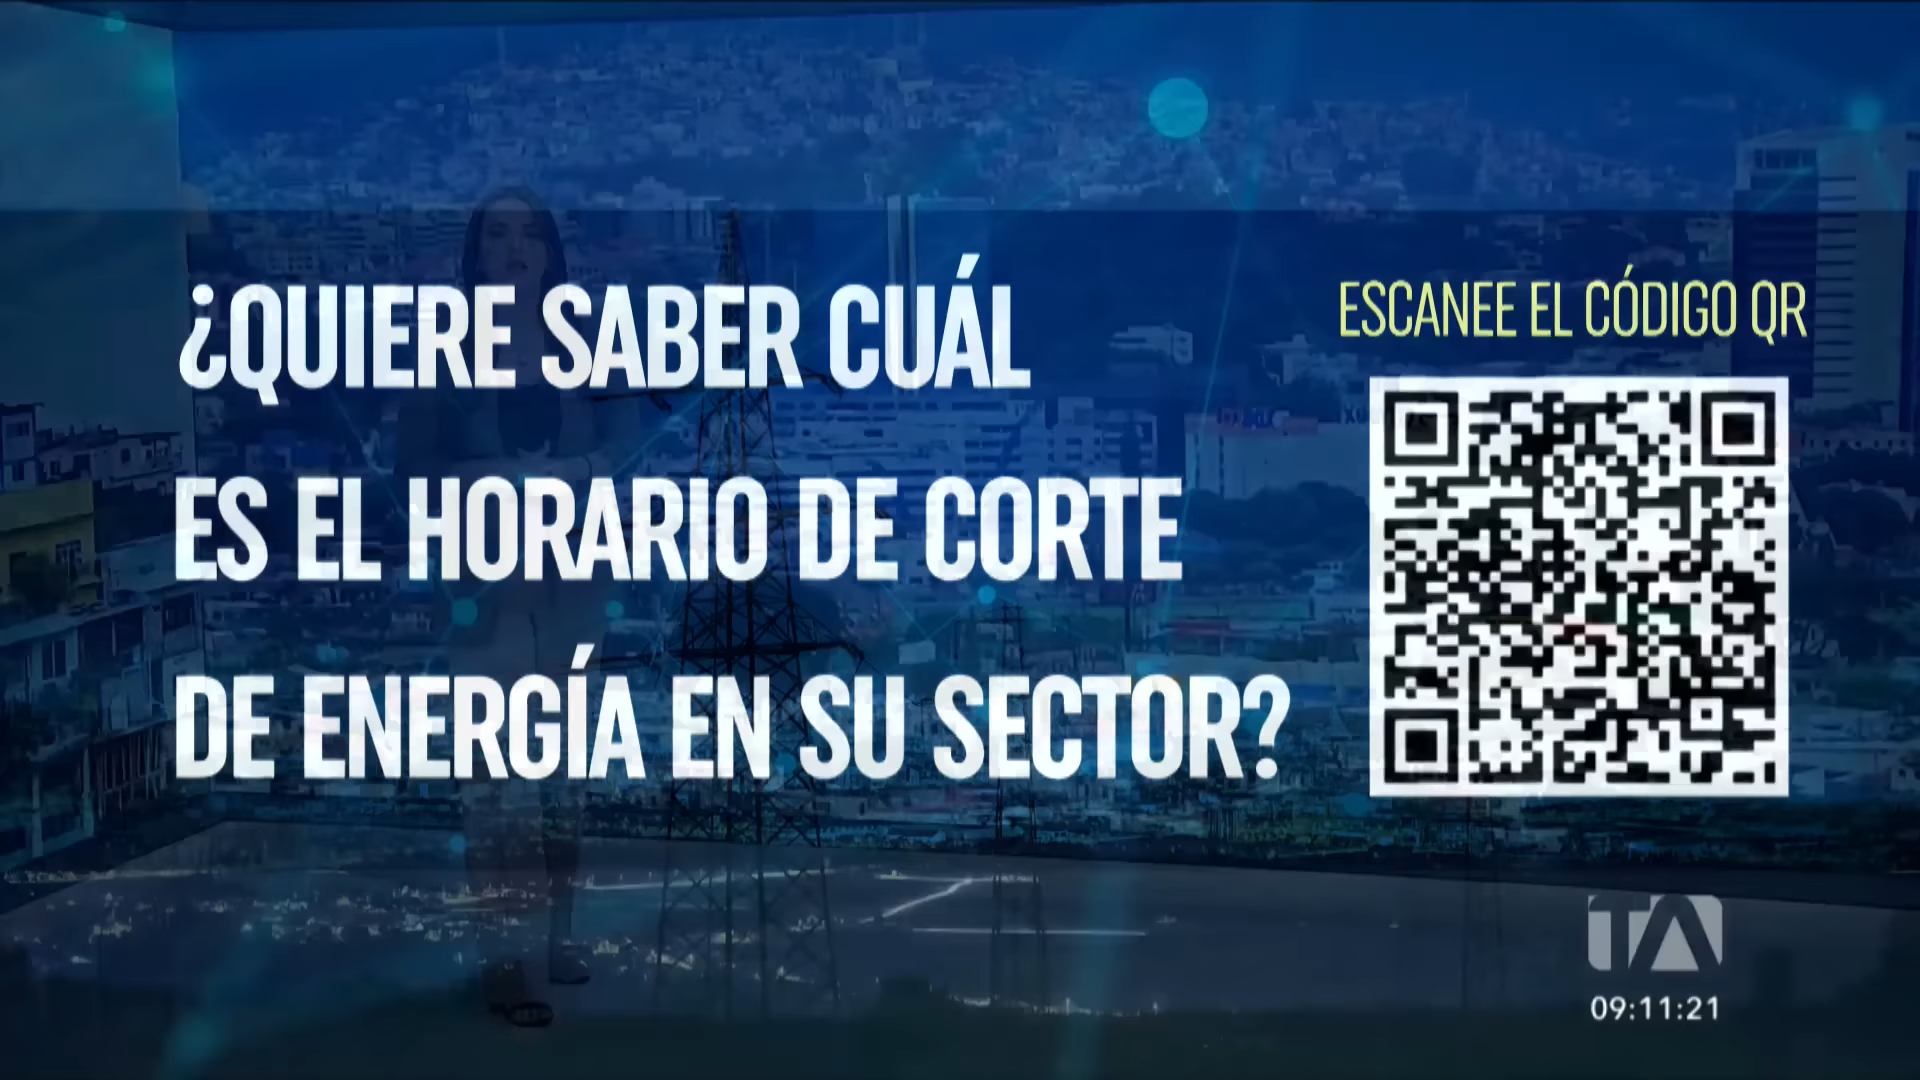 ¿QUIERE SABER CUÁL
ES EL HORARIO DE CORTE
DE ENERGÍA EN SU SECTOR?
ESCANEE EL CÓDIGO QR
TA
09:11:21